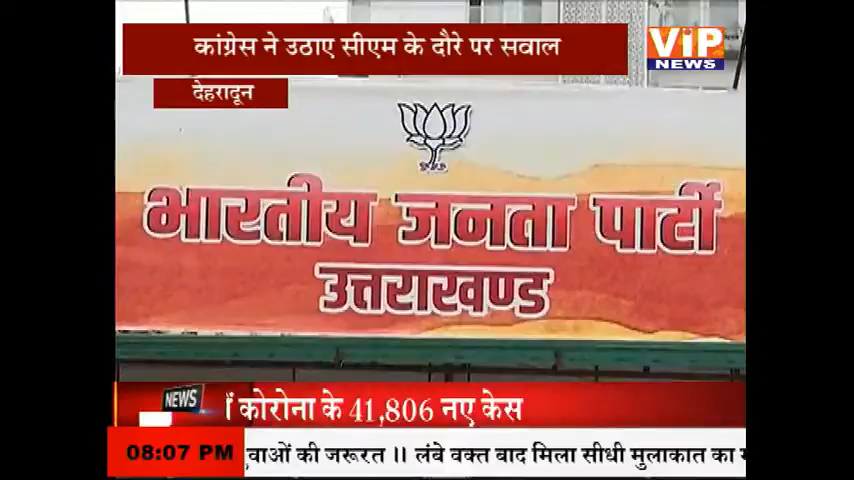 कांग्रेस ने उठाए सीएम के दौरे पर सवाल
ViP
NEWS
देहरादून
भारतीय जनता पार्टी
उत्तराखण्ड
NEWS
कोरोना के 41,806 नए केस
08:07 PM
की जरूरत || लंबे वक्त बाद मिला सीधी मुलाकात का